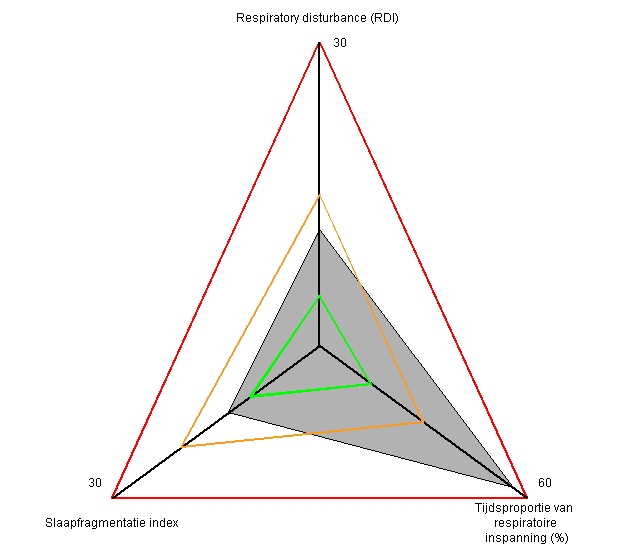 Respiratory disturbance (RDI)
30
30
60
Slaapfragmentatie index
Tijdsproportie van
respiratoire
inspanning (%)